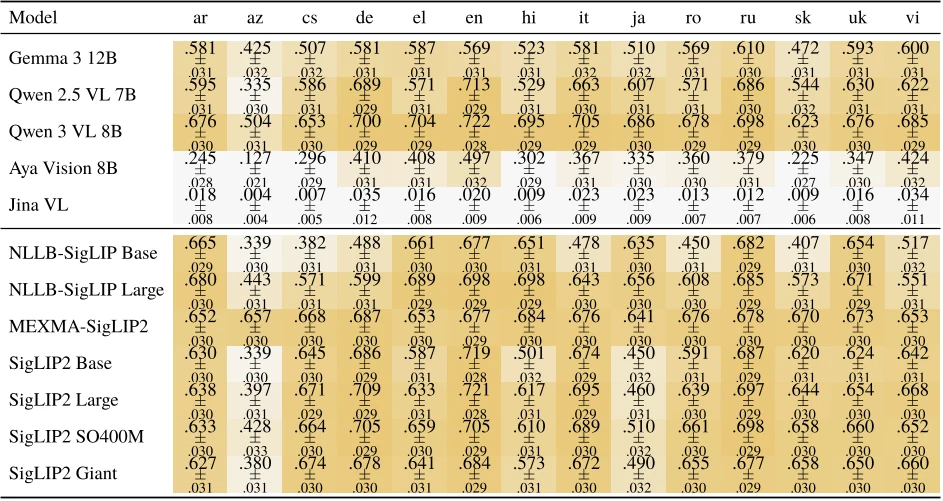 Model ar az cs de el en hi it ja ro ru sk uk vi
Gemma 3 12B .581 .425 .507 .581 .587 .569 .523 .581 .510 .569 .610 .472 .593 .600
± ± ± ± ± ± ± ± ± ± ± ± ± ±
.031 .032 .032 .031 .031 .031 .031 .031 .032 .031 .030 .031 .031 .031
Qwen 2.5 VL 7B .595 .335 .586 .689 .571 .713 .529 .663 .607 .571 .686 .544 .630 .622
± ± ± ± ± ± ± ± ± ± ± ± ± ±
.031 .030 .031 .029 .031 .029 .031 .030 .031 .031 .030 .032 .031 .031
Qwen 3 VL 8B .676 .504 .653 .700 .704 .722 .695 .705 .686 .678 .698 .623 .676 .685
± ± ± ± ± ± ± ± ± ± ± ± ± ±
.030 .031 .030 .029 .029 .028 .029 .029 .030 .029 .029 .030 .030 .029
Aya Vision 8B .245 .127 .296 .410 .408 .497 .302 .367 .335 .360 .379 .225 .347 .424
± ± ± ± ± ± ± ± ± ± ± ± ± ±
.028 .021 .029 .031 .031 .032 .029 .031 .030 .030 .031 .027 .030 .032
Jina VL .018 .004 .007 .035 .016 .020 .009 .023 .023 .013 .012 .009 .016 .034
± ± ± ± ± ± ± ± ± ± ± ± ± ±
.008 .004 .005 .012 .008 .009 .006 .009 .009 .007 .007 .006 .008 .011
NLLB-SigLIP Base .665 .339 .382 .488 .661 .677 .651 .478 .635 .450 .682 .407 .654 .517
± ± ± ± ± ± ± ± ± ± ± ± ± ±
.029 .030 .031 .031 .030 .030 .030 .031 .030 .031 .029 .031 .030 .032
NLLB-SigLIP Large .680 .443 .571 .599 .689 .698 .698 .643 .656 .608 .685 .573 .671 .551
± ± ± ± ± ± ± ± ± ± ± ± ± ±
.030 .031 .031 .031 .029 .029 .029 .030 .030 .030 .030 .031 .029 .031
MEXMA-SigLIP2 .652 .657 .668 .687 .653 .677 .684 .676 .641 .676 .678 .670 .673 .653
± ± ± ± ± ± ± ± ± ± ± ± ± ±
.030 .030 .030 .030 .030 .030 .030 .030 .030 .030 .030 .030 .030 .030
SigLIP2 Base .630 .339 .645 .686 .587 .719 .501 .674 .450 .591 .687 .620 .624 .642
± ± ± ± ± ± ± ± ± ± ± ± ± ±
.030 .030 .030 .029 .031 .028 .032 .029 .032 .031 .029 .031 .031 .031
SigLIP2 Large .638 .397 .671 .709 .633 .721 .617 .695 .460 .639 .697 .644 .654 .668
± ± ± ± ± ± ± ± ± ± ± ± ± ±
.030 .031 .029 .029 .031 .028 .031 .029 .031 .030 .029 .030 .030 .030
SigLIP2 SO400M .633 .428 .664 .705 .659 .705 .610 .689 .510 .661 .698 .658 .660 .652
± ± ± ± ± ± ± ± ± ± ± ± ± ±
.030 .033 .030 .029 .030 .029 .030 .030 .032 .030 .029 .030 .030 .030
SigLIP2 Giant .627 .380 .674 .678 .641 .684 .573 .672 .490 .655 .677 .658 .650 .660
± ± ± ± ± ± ± ± ± ± ± ± ± ±
.031 .031 .030 .030 .031 .029 .031 .030 .032 .030 .029 .030 .030 .030